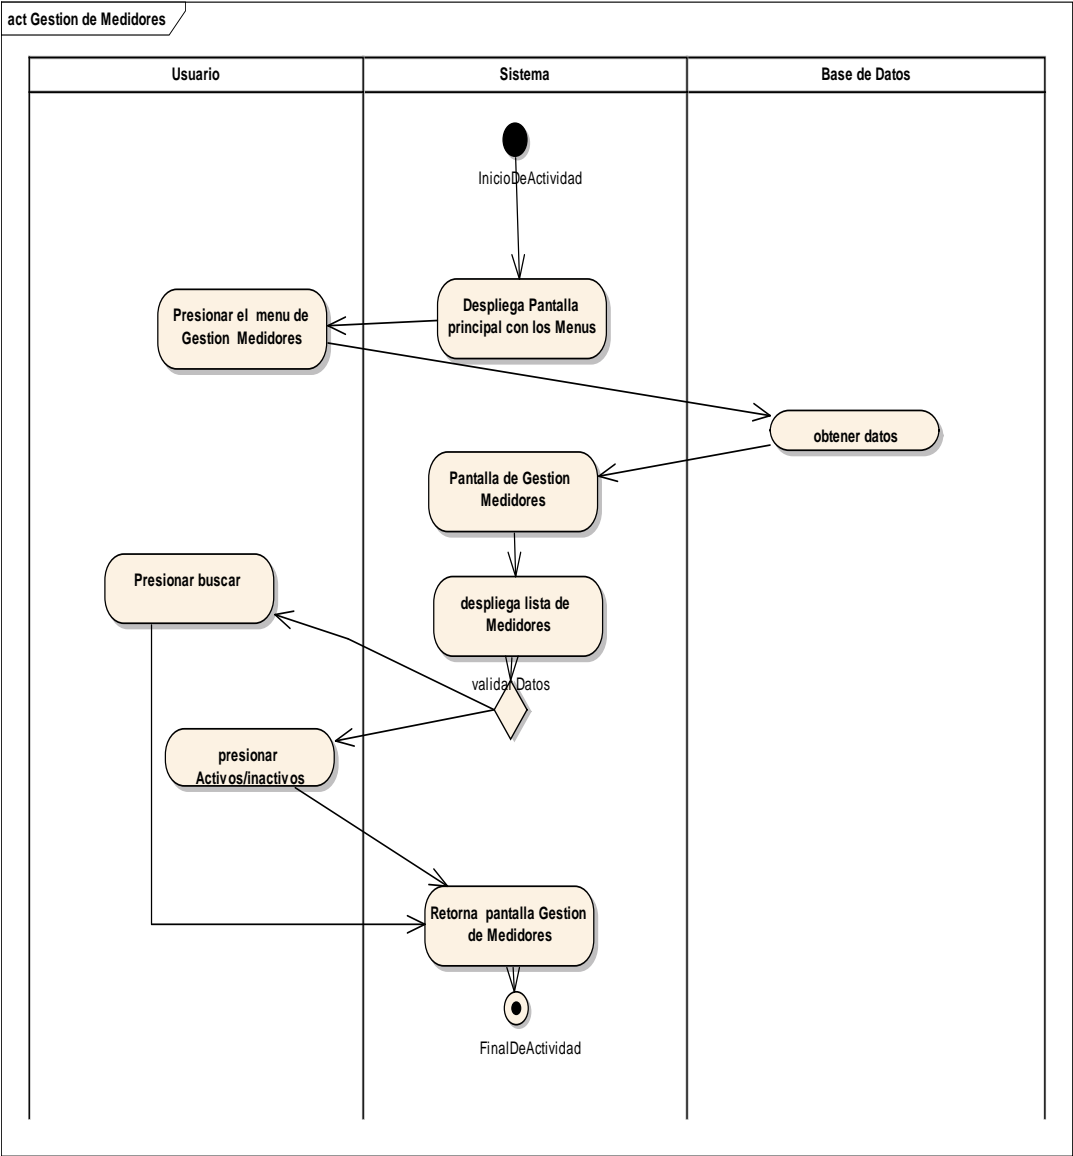 act Gestion de Medidores
Usuario
Sistema
Base de Datos
InicioDeActividad
Despliega Pantalla
principal con los Menus
Presionar el menu de
Gestion Medidores
obtener datos
Pantalla de Gestion
Medidores
Presionar buscar
despliega lista de
Medidores
validar Datos
presionar
Activos/inactivos
Retorna pantalla Gestion
de Medidores
FinalDeActividad